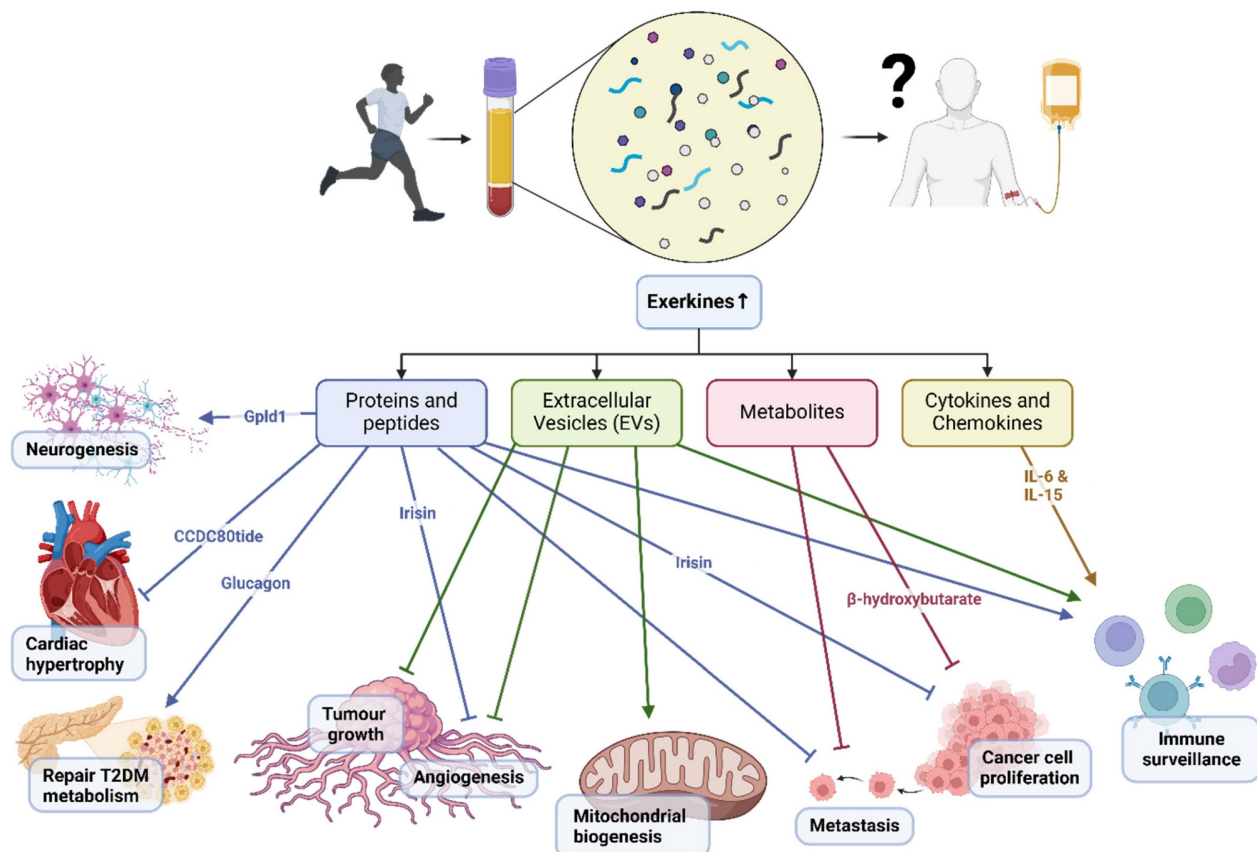 ?
Exerkines ↑
Proteins and
peptides
Extracellular
Vesicles (EVs)
Metabolites
Cytokines and
Chemokines
Gpld1
Neurogenesis
IL-6 &
IL-15
Irisin
CCDC80tide
Irisin
Glucagon
β-hydroxybutarate
Cardiac
hypertrophy
Tumour
growth
Angiogenesis
Repair T2DM
metabolism
Mitochondrial
biogenesis
Metastasis
Cancer cell
proliferation
Immune
surveillance